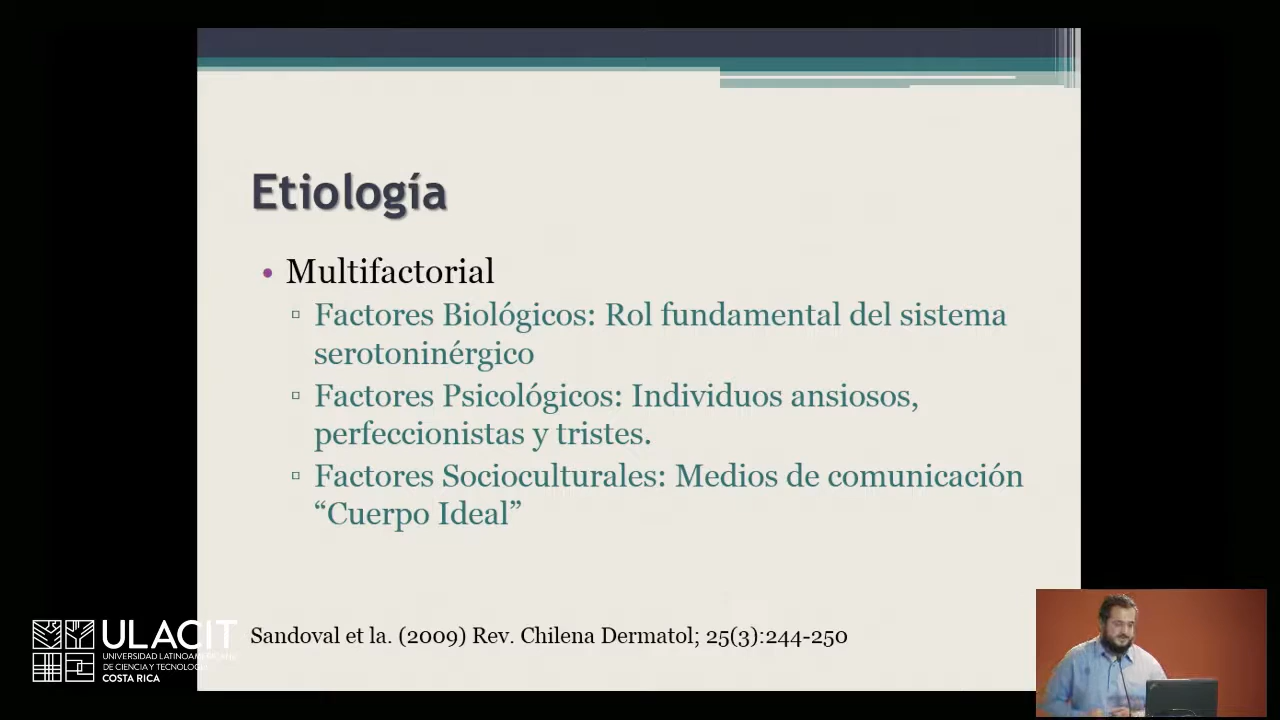 Etiología
• Multifactorial
▫ Factores Biológicos: Rol fundamental del sistema
serotoninérgico
▫ Factores Psicológicos: Individuos ansiosos,
perfeccionistas y tristes.
▫ Factores Socioculturales: Medios de comunicación
“Cuerpo Ideal”
Sandoval et la. (2009) Rev. Chilena Dermatol; 25(3):244-250
ULACIT
UNIVERSIDAD LATINOAMERICANA
DE CIENCIA Y TECNOLOGÍA
COSTA RICA